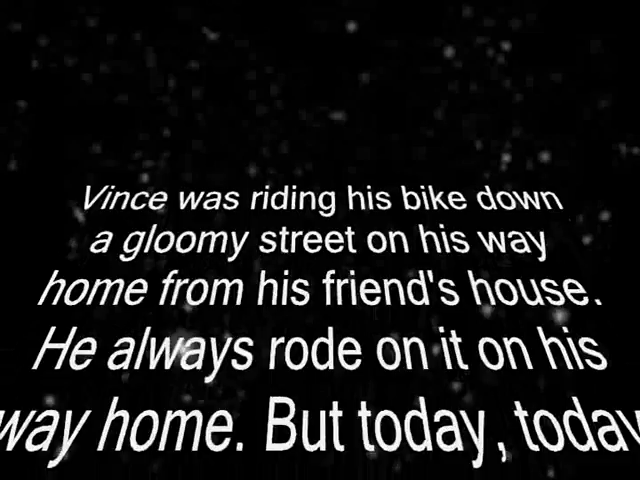 Vince was riding his bike down
a gloomy street on his way
home from his friend's house.
He always rode on it on his
way home. But today, today